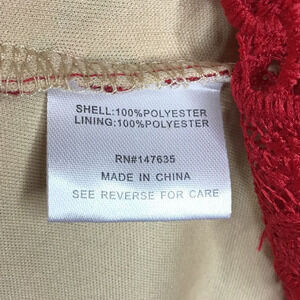 SHELL:100%POLYESTER
LINING:100%POLYESTER
RN#147635
MADE IN CHINA
SEE REVERSE FOR CARE